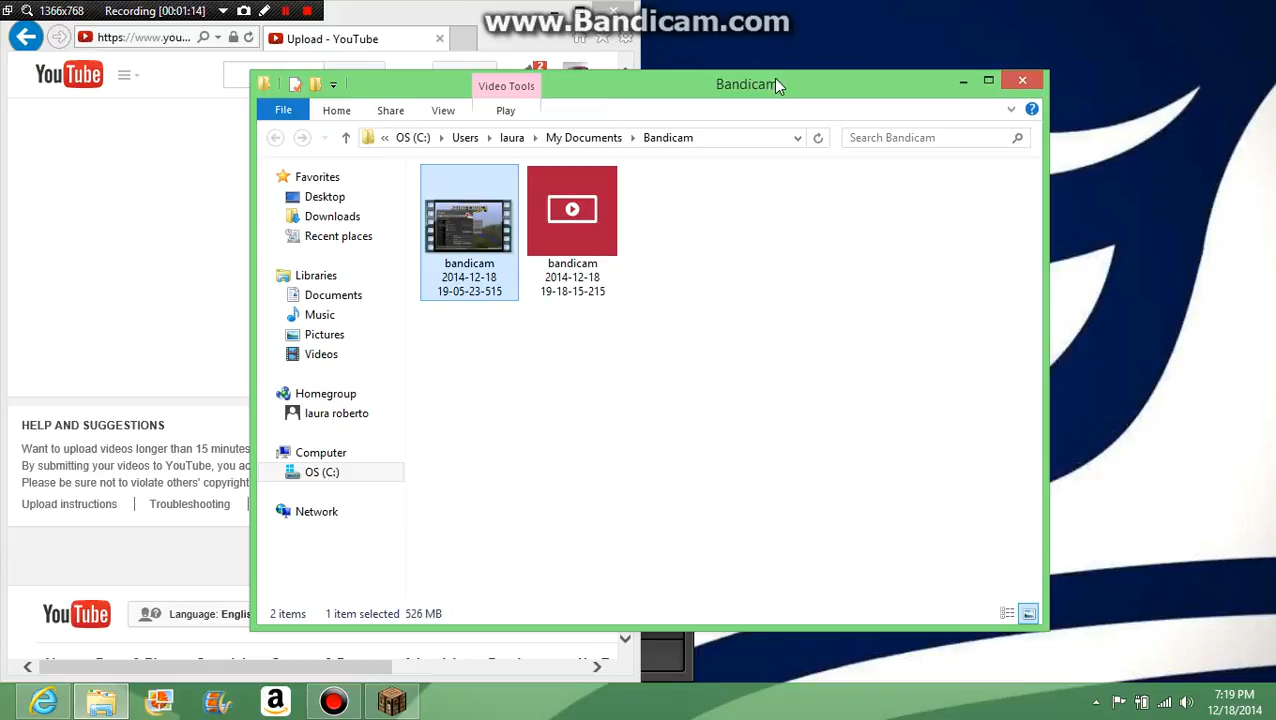 1366x768 Recording [00:01:14]
www.Bandicam.com
https://www.you...
Upload - YouTube
YouTube
2
Video Tools
Bandicam
File Home Share View Play
« OS (C:) Users laura My Documents Bandicam
Search Bandicam
Favorites
Desktop
Downloads
Recent places
Libraries
Documents
Music
Pictures
Videos
Homegroup
laura roberto
Computer
OS (C:)
Network
MINECRAFT
bandicam
2014-12-18
19-05-23-515
bandicam
2014-12-18
19-18-15-215
HELP AND SUGGESTIONS
Want to upload videos longer than 15 minutes
By submitting your videos to YouTube, you ac
Please be sure not to violate others' copyright
Upload instructions Troubleshooting
YouTube Language: Englis
2 items 1 item selected 526 MB
7:19 PM
12/18/2014